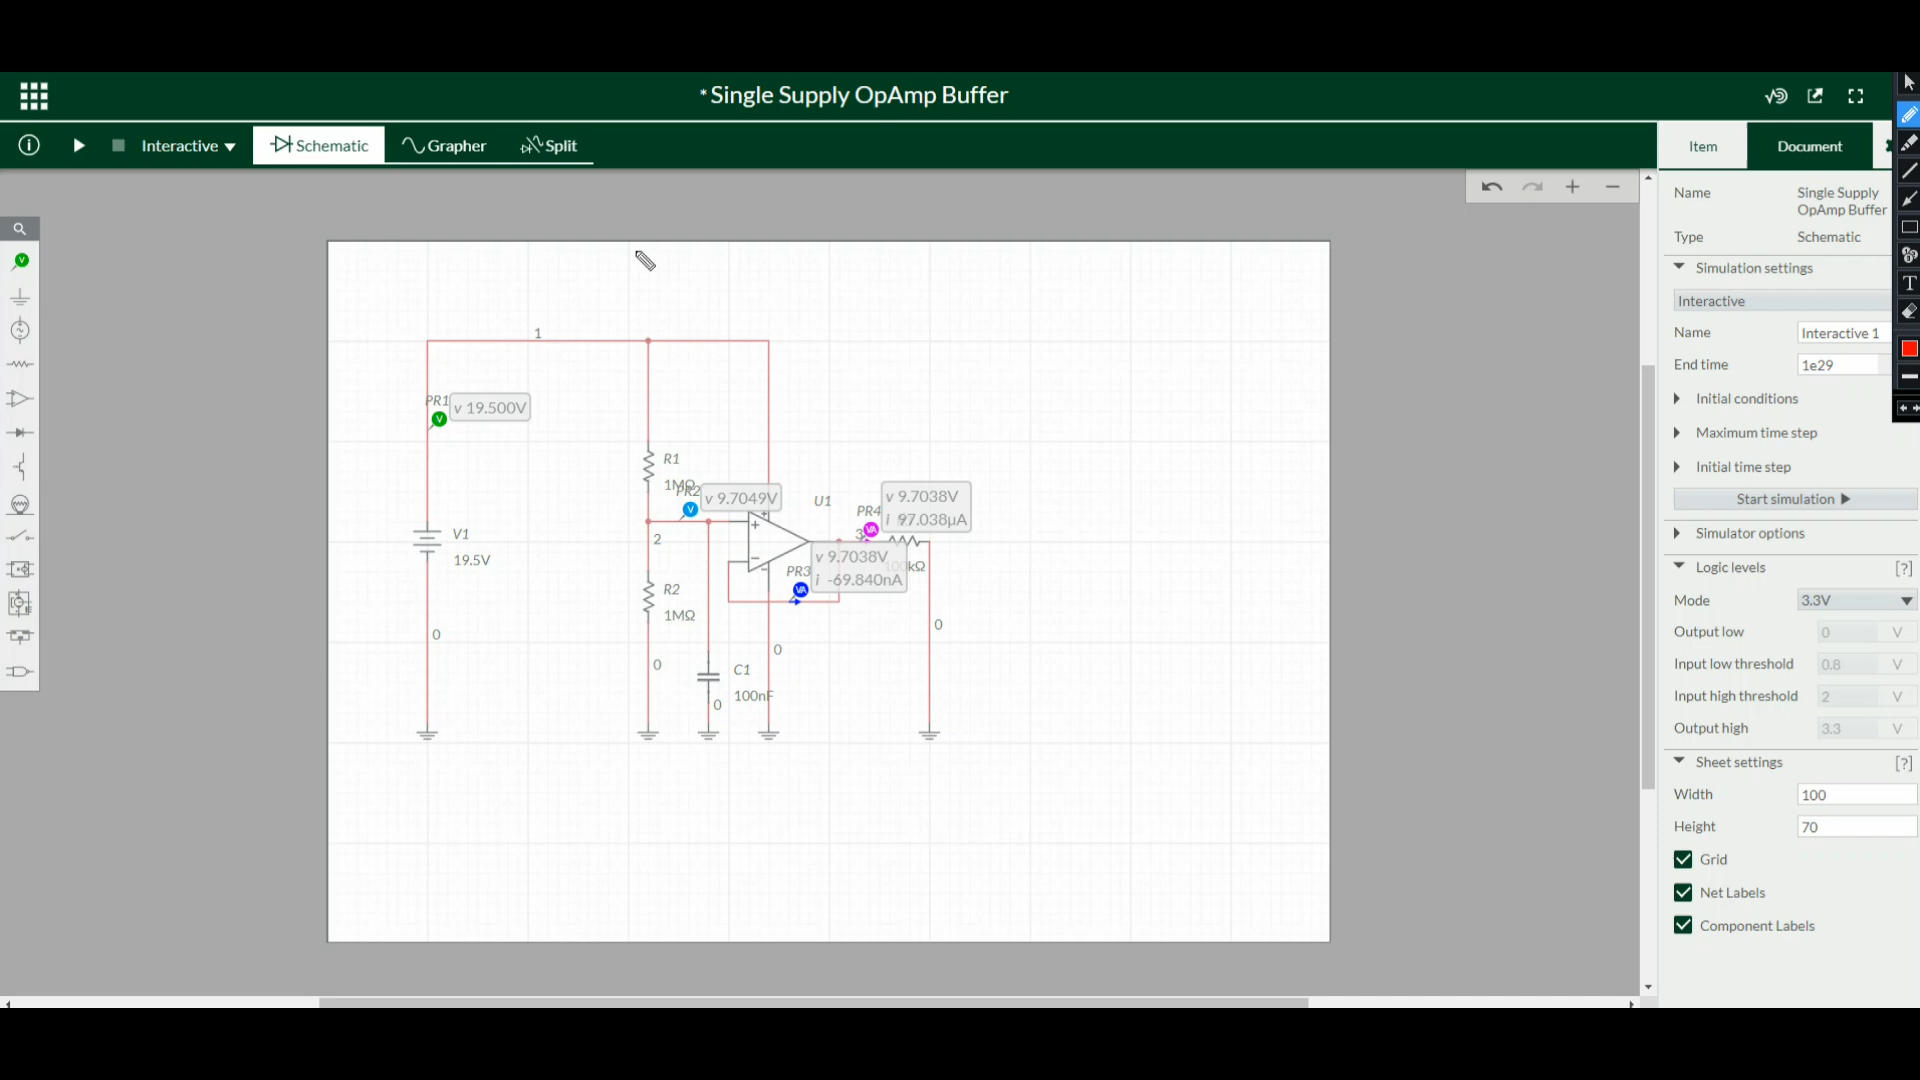 *Single Supply OpAmp Buffer
Interactive
Schematic
Grapher
Split
Item
Document
1
PR1
V
v 19.500V
V1
19.5V
0
R1
1MΩ
PR2
V
v 9.7049V
2
R2
1MΩ
0
C1
100nF
0
U1
0
PR4
VA
v 9.7038V
i 97.038µA
3
PR3
VA
v 9.7038V
i -69.840nA
kΩ
0
Name
Single Supply
OpAmp Buffer
Type
Schematic
Simulation settings
Interactive
Name
Interactive 1
End time
1e29
Initial conditions
Maximum time step
Initial time step
Start simulation
Simulator options
Logic levels
[?]
Mode
3.3V
Output low
0 V
Input low threshold
0.8 V
Input high threshold
2 V
Output high
3.3 V
Sheet settings
[?]
Width
100
Height
70
Grid
Net Labels
Component Labels